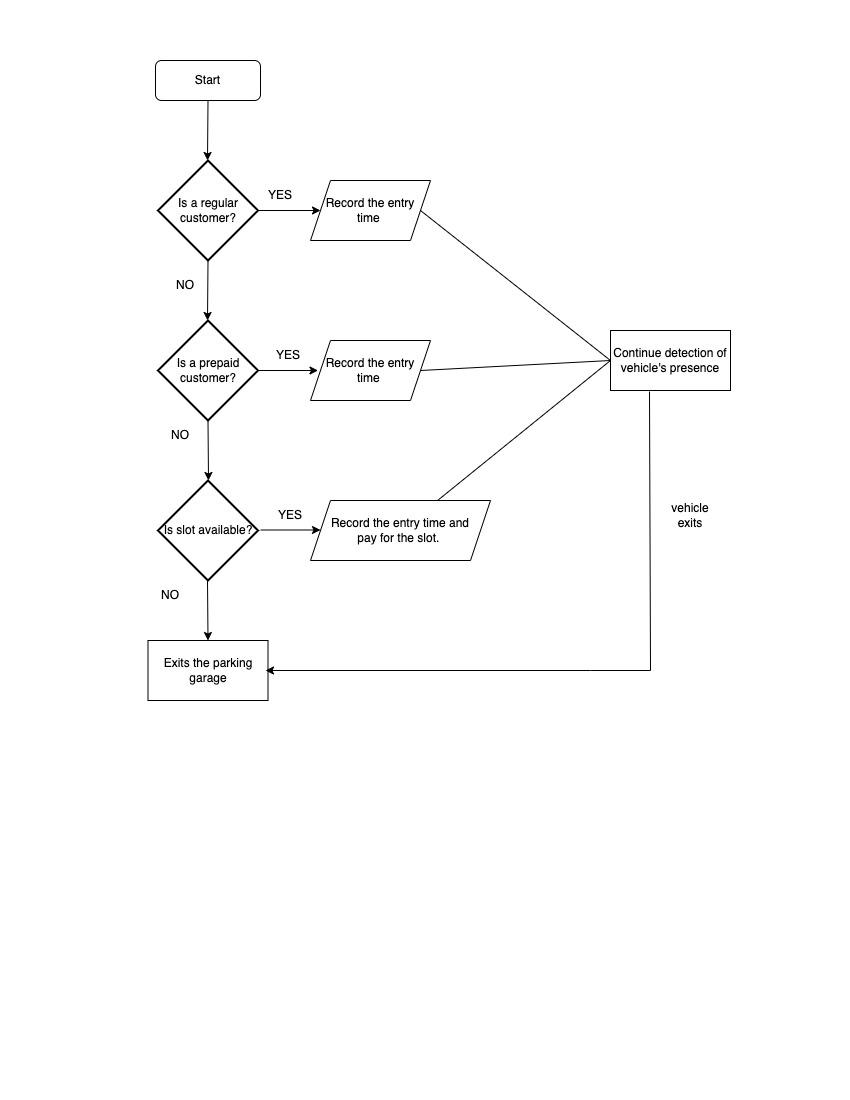 Start
Is a regular
customer?
YES
Record the entry
time
NO
Is a prepaid
customer?
YES
Record the entry
time
Continue detection of
vehicle's presence
NO
Is slot available?
YES
Record the entry time and
pay for the slot.
vehicle
exits
NO
Exits the parking
garage